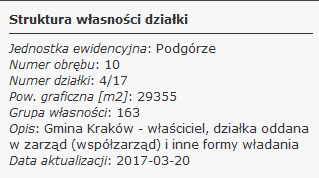 Struktura własności działki
Jednostka ewidencyjna: Podgórze
Numer obrębu: 10
Numer działki: 4/17
Pow. graficzna [m2]: 29355
Grupa własności: 163
Opis: Gmina Kraków - właściciel, działka oddana
w zarząd (współzarząd) i inne formy władania
Data aktualizacji: 2017-03-20